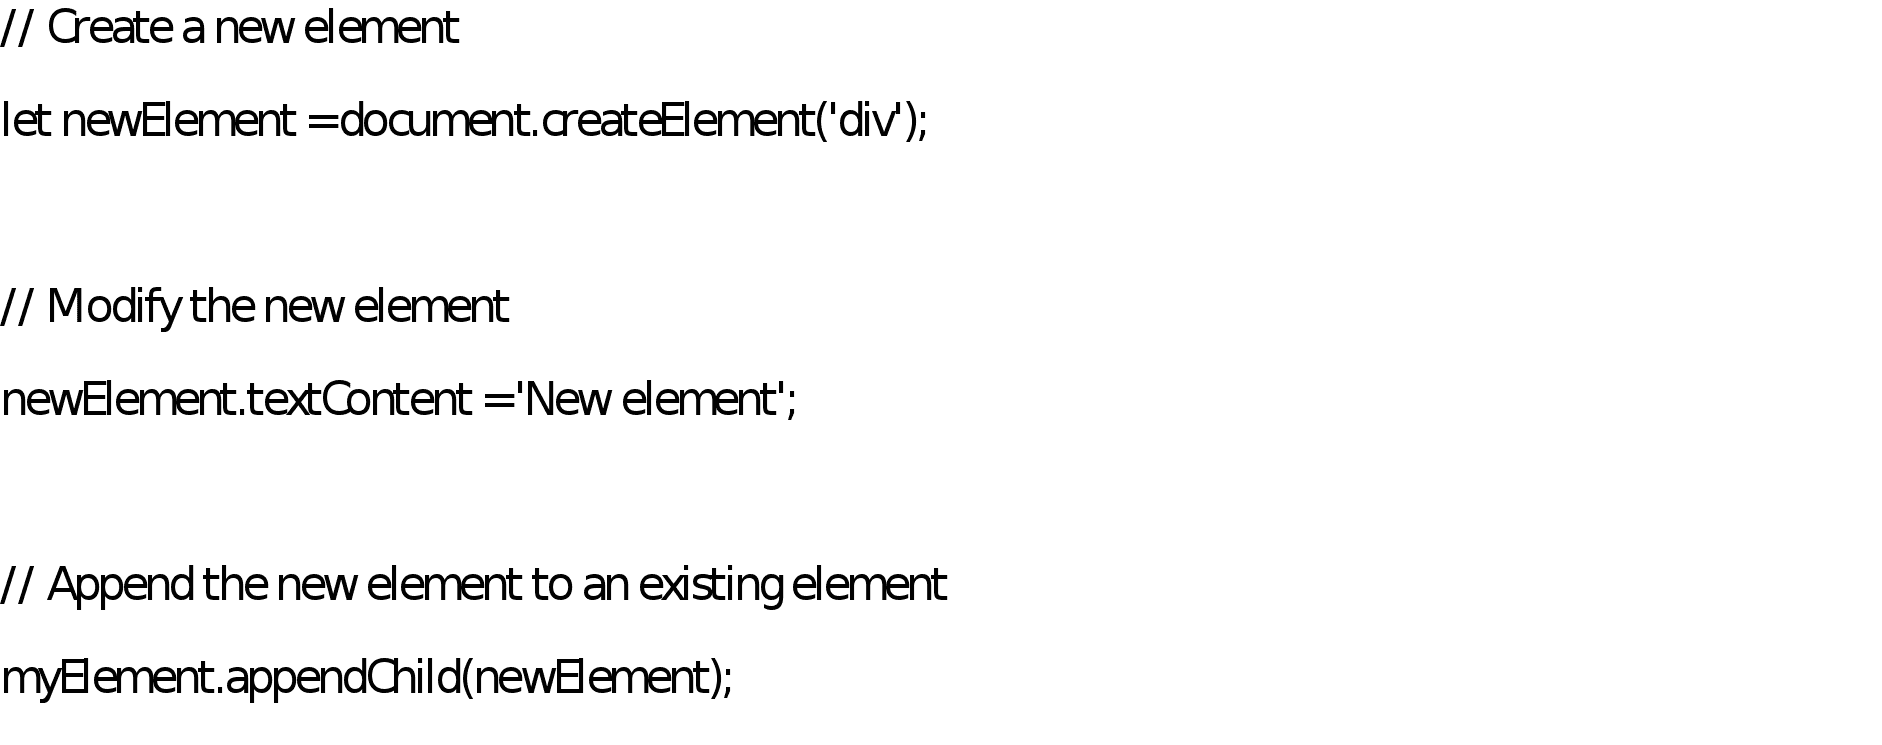 // Create a new element
let newElement = document.createElement('div');
// Modify the new element
newElement.textContent = 'New element';
// Append the new element to an existing element
myElement.appendChild(newElement);